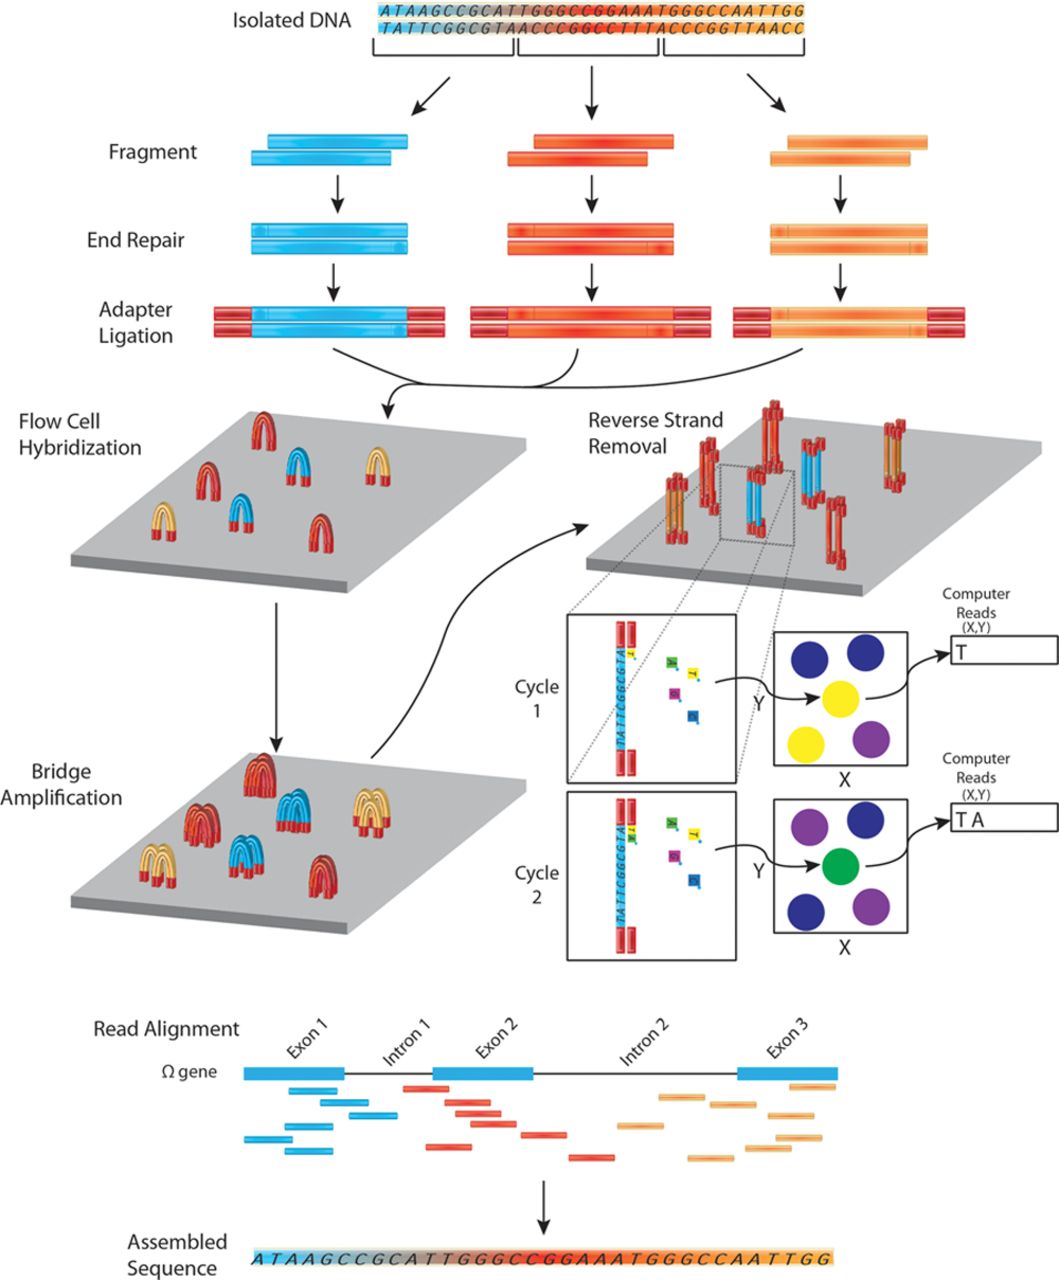 Isolated DNA
ATAAGCCGCATTGGGCCGGAAATGGGCCAATTGG
TATTCGGCGTAACCCGGCCTTTACCCGGTTAACC
Fragment
End Repair
Adapter
Ligation
Flow Cell
Hybridization
Reverse Strand
Removal
Bridge
Amplification
Cycle
1
TATTCGGCGTA
T
A
T
G
C
Y
X
Computer
Reads
(X,Y)
T
Cycle
2
TATTCGGCGTA
T A
A
T
G
C
Y
X
Computer
Reads
(X,Y)
T A
Read Alignment
Exon 1
Intron 1
Exon 2
Intron 2
Exon 3
Ω gene
Assembled
Sequence
ATAAGCCGCATTGGGCCGGAAATGGGCCAATTGG